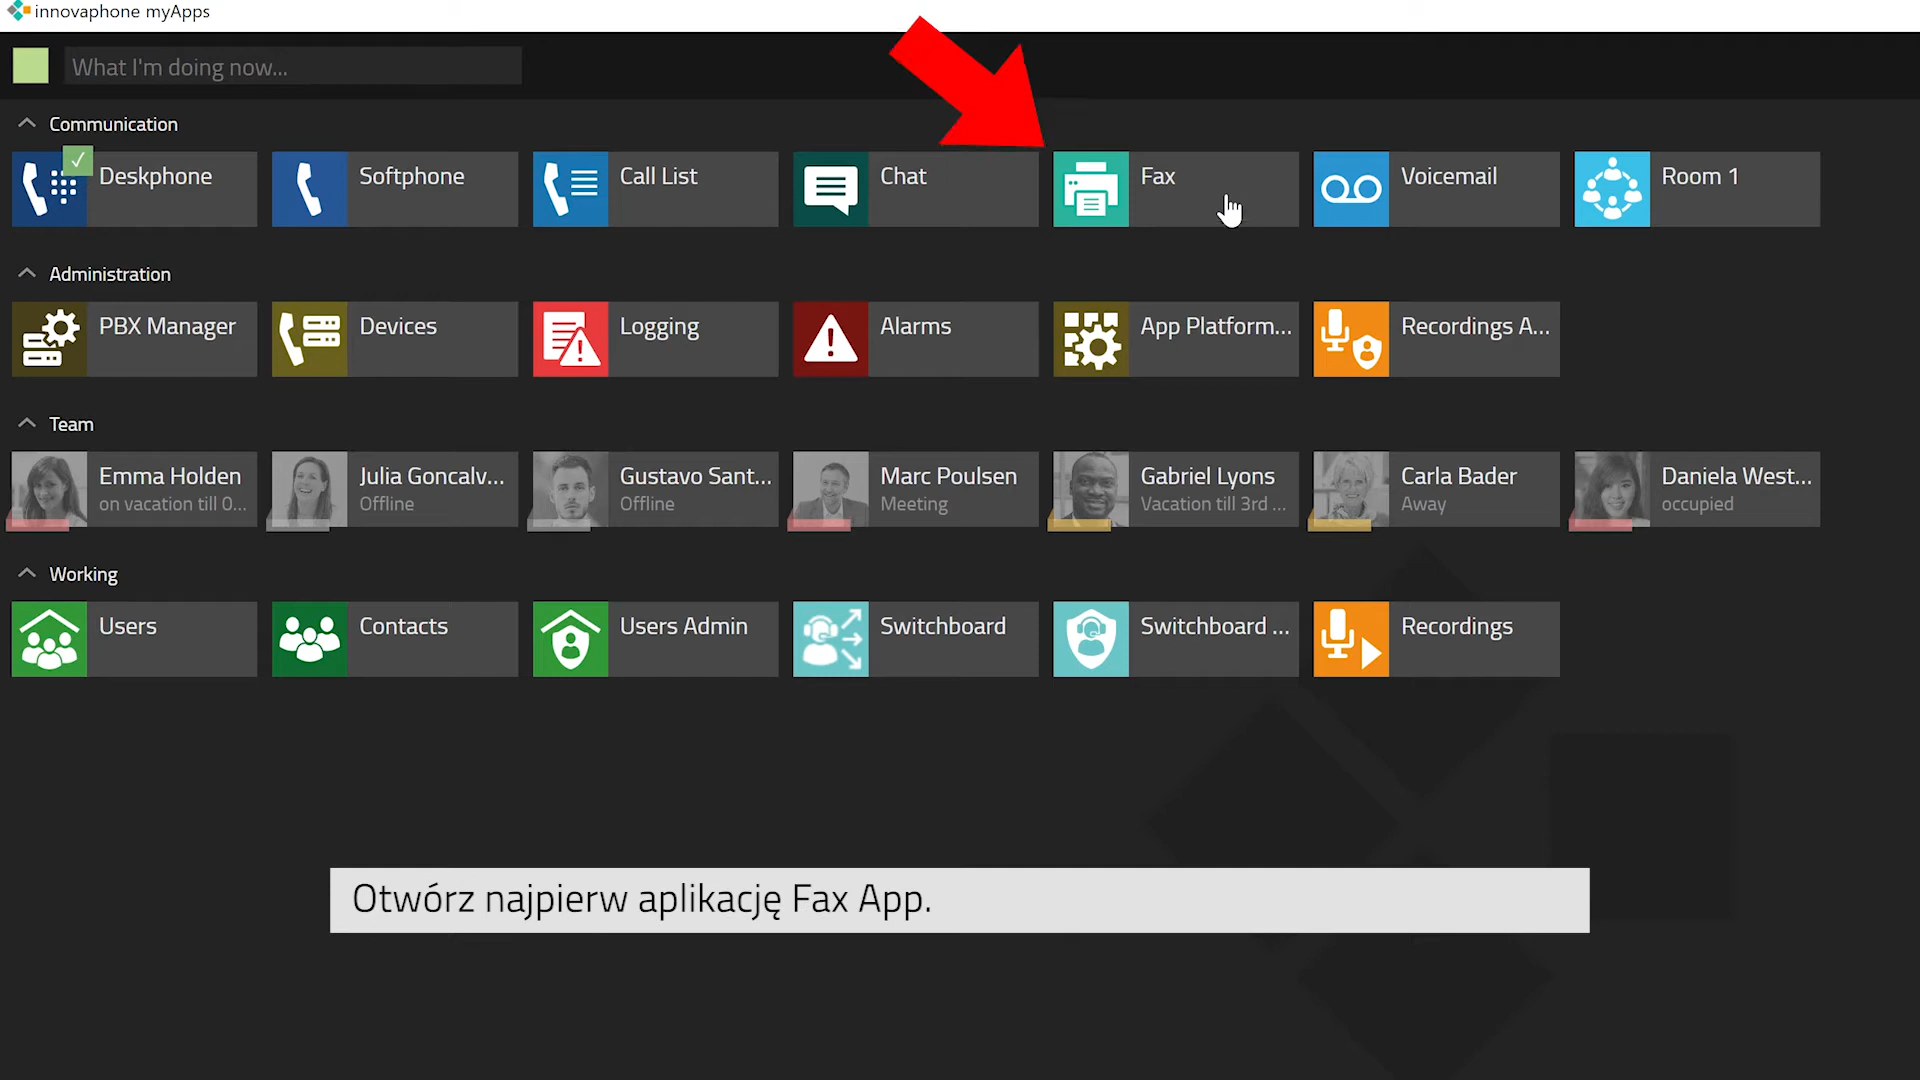 innovaphone myApps
What I'm doing now...
Communication
Deskphone
Softphone
Call List
Chat
Fax
Voicemail
Room 1
Administration
PBX Manager
Devices
Logging
Alarms
App Platform...
Recordings A...
Team
Emma Holden
on vacation till 0...
Julia Goncalv...
Offline
Gustavo Sant...
Offline
Marc Poulsen
Meeting
Gabriel Lyons
Vacation till 3rd ...
Carla Bader
Away
Daniela West...
occupied
Working
Users
Contacts
Users Admin
Switchboard
Switchboard ...
Recordings
Otwórz najpierw aplikację Fax App.